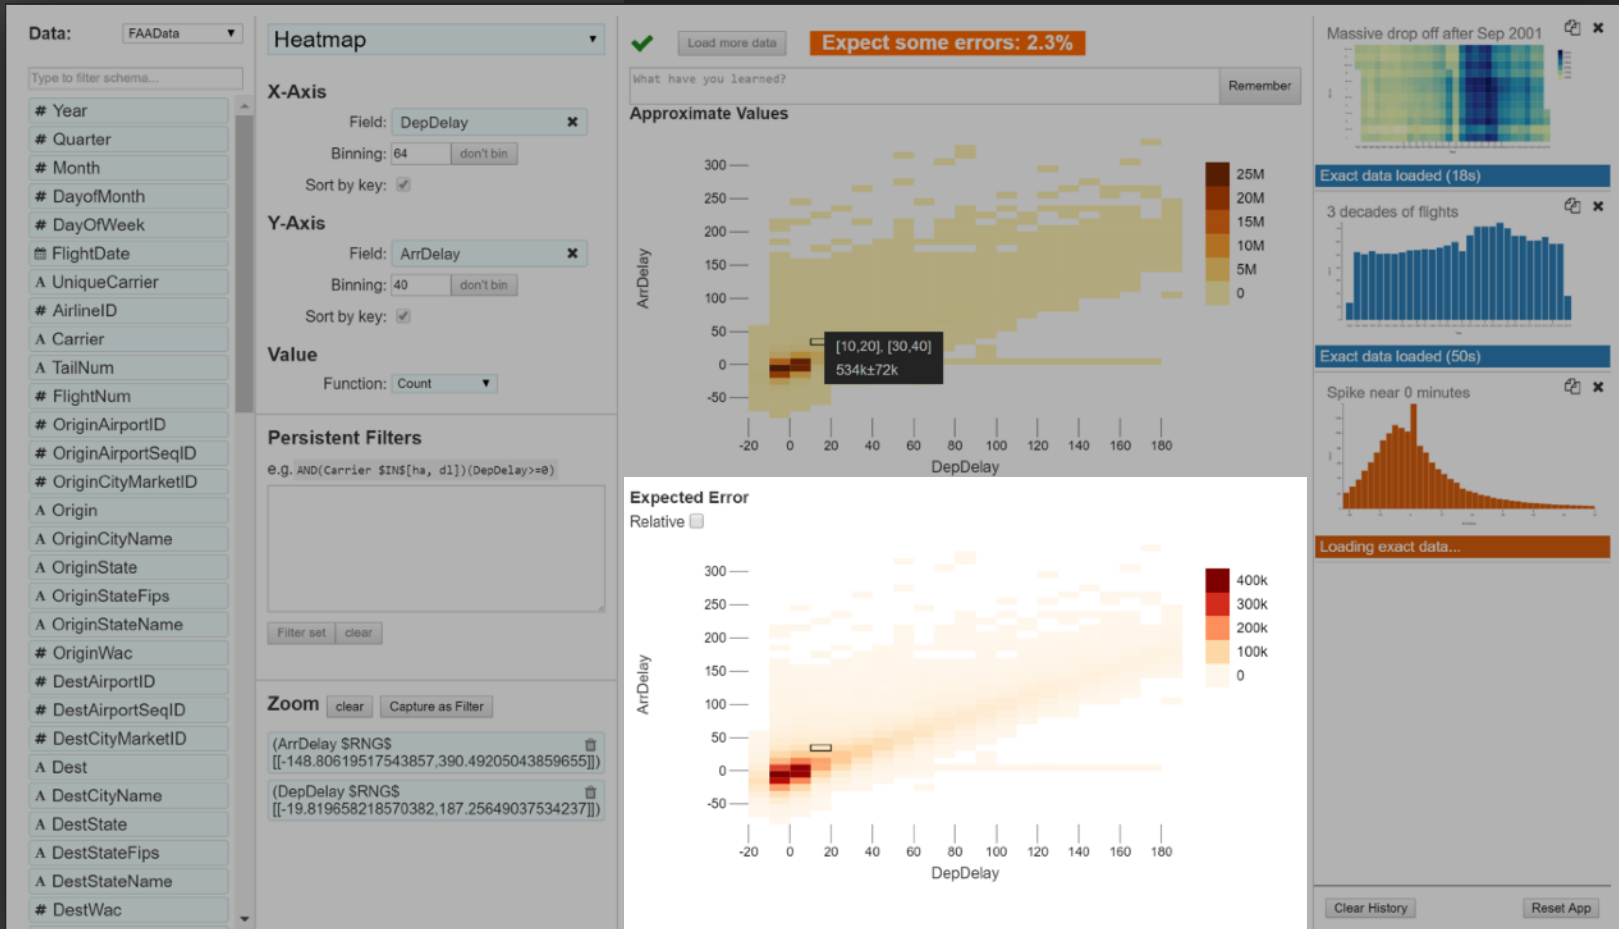 Data:
FAAData
Type to filter schema...
# Year
# Quarter
# Month
# DayofMonth
# DayOfWeek
FlightDate
A UniqueCarrier
# AirlineID
A Carrier
A TailNum
# FlightNum
# OriginAirportID
# OriginAirportSeqID
# OriginCityMarketID
A Origin
A OriginCityName
A OriginState
A OriginStateFips
A OriginStateName
# OriginWac
# DestAirportID
# DestAirportSeqID
# DestCityMarketID
A Dest
A DestCityName
A DestState
A DestStateFips
A DestStateName
# DestWac
Heatmap
X-Axis
Field: DepDelay
Binning: 64 don't bin
Sort by key:
Y-Axis
Field: ArrDelay
Binning: 40 don't bin
Sort by key:
Value
Function: Count
Persistent Filters
e.g. AND(Carrier $IN$[ha, dl])(DepDelay>=0)
Filter set clear
Zoom clear Capture as Filter
(ArrDelay $RNG$
[[-148.80619517543857,390.49205043859655]])
(DepDelay $RNG$
[[-19.819658218570382,187.25649037534237]])
Load more data
Expect some errors: 2.3%
What have you learned?
Remember
Approximate Values
300
250
200
150
100
50
0
-50
ArrDelay
-20 0 20 40 60 80 100 120 140 160 180
DepDelay
25M
20M
15M
10M
5M
0
[10,20], [30,40]
534k±72k
Expected Error
Relative
300
250
200
150
100
50
0
-50
ArrDelay
-20 0 20 40 60 80 100 120 140 160 180
DepDelay
400k
300k
200k
100k
0
Massive drop off after Sep 2001
Exact data loaded (18s)
3 decades of flights
Exact data loaded (50s)
Spike near 0 minutes
Loading exact data...
Clear History
Reset App